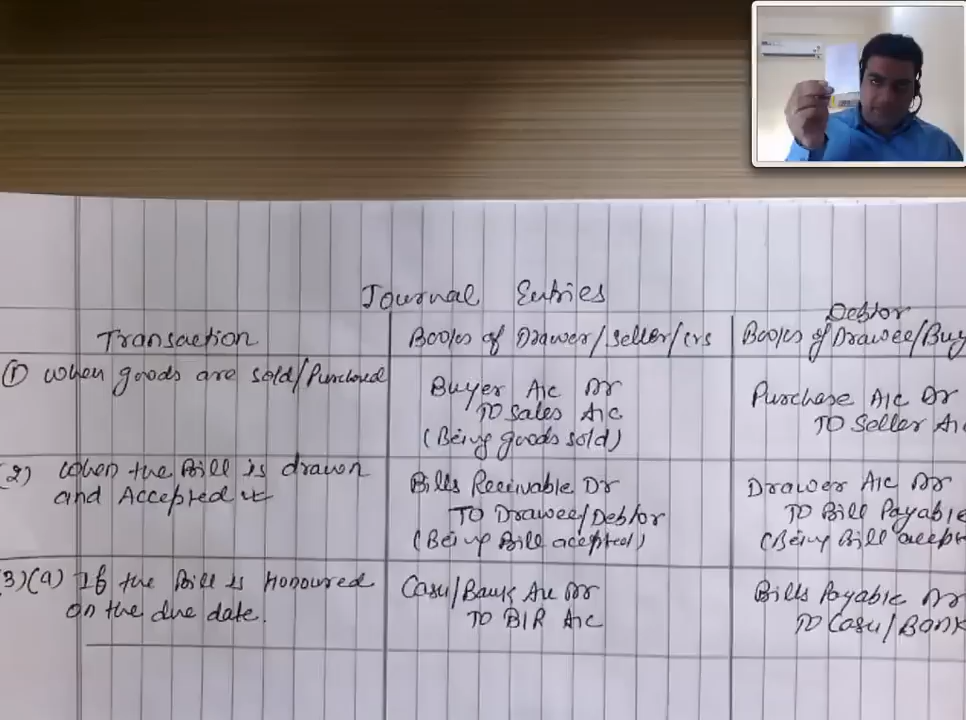 Journal Entries
Transaction
Books of Drawer/Seller/Crs
Debtor
Books of Drawee/Buy
(1) When goods are sold/Purchased
Buyer A/c Dr
TO Sales A/c
(Being goods sold)
Purchase A/c Dr
TO Seller A/c
(2) When the Bill is drawn
and Accepted
Bills Receivable Dr
TO Drawee/Debtor
(Being Bill accepted)
Drawer A/c Dr
TO Bill Payable
(Being Bill accept
3)(a) If the Bill is Honoured
on the due date.
Cash/Bank A/c Dr
TO B/R A/c
Bills Payable Dr
TO Cash/Bank